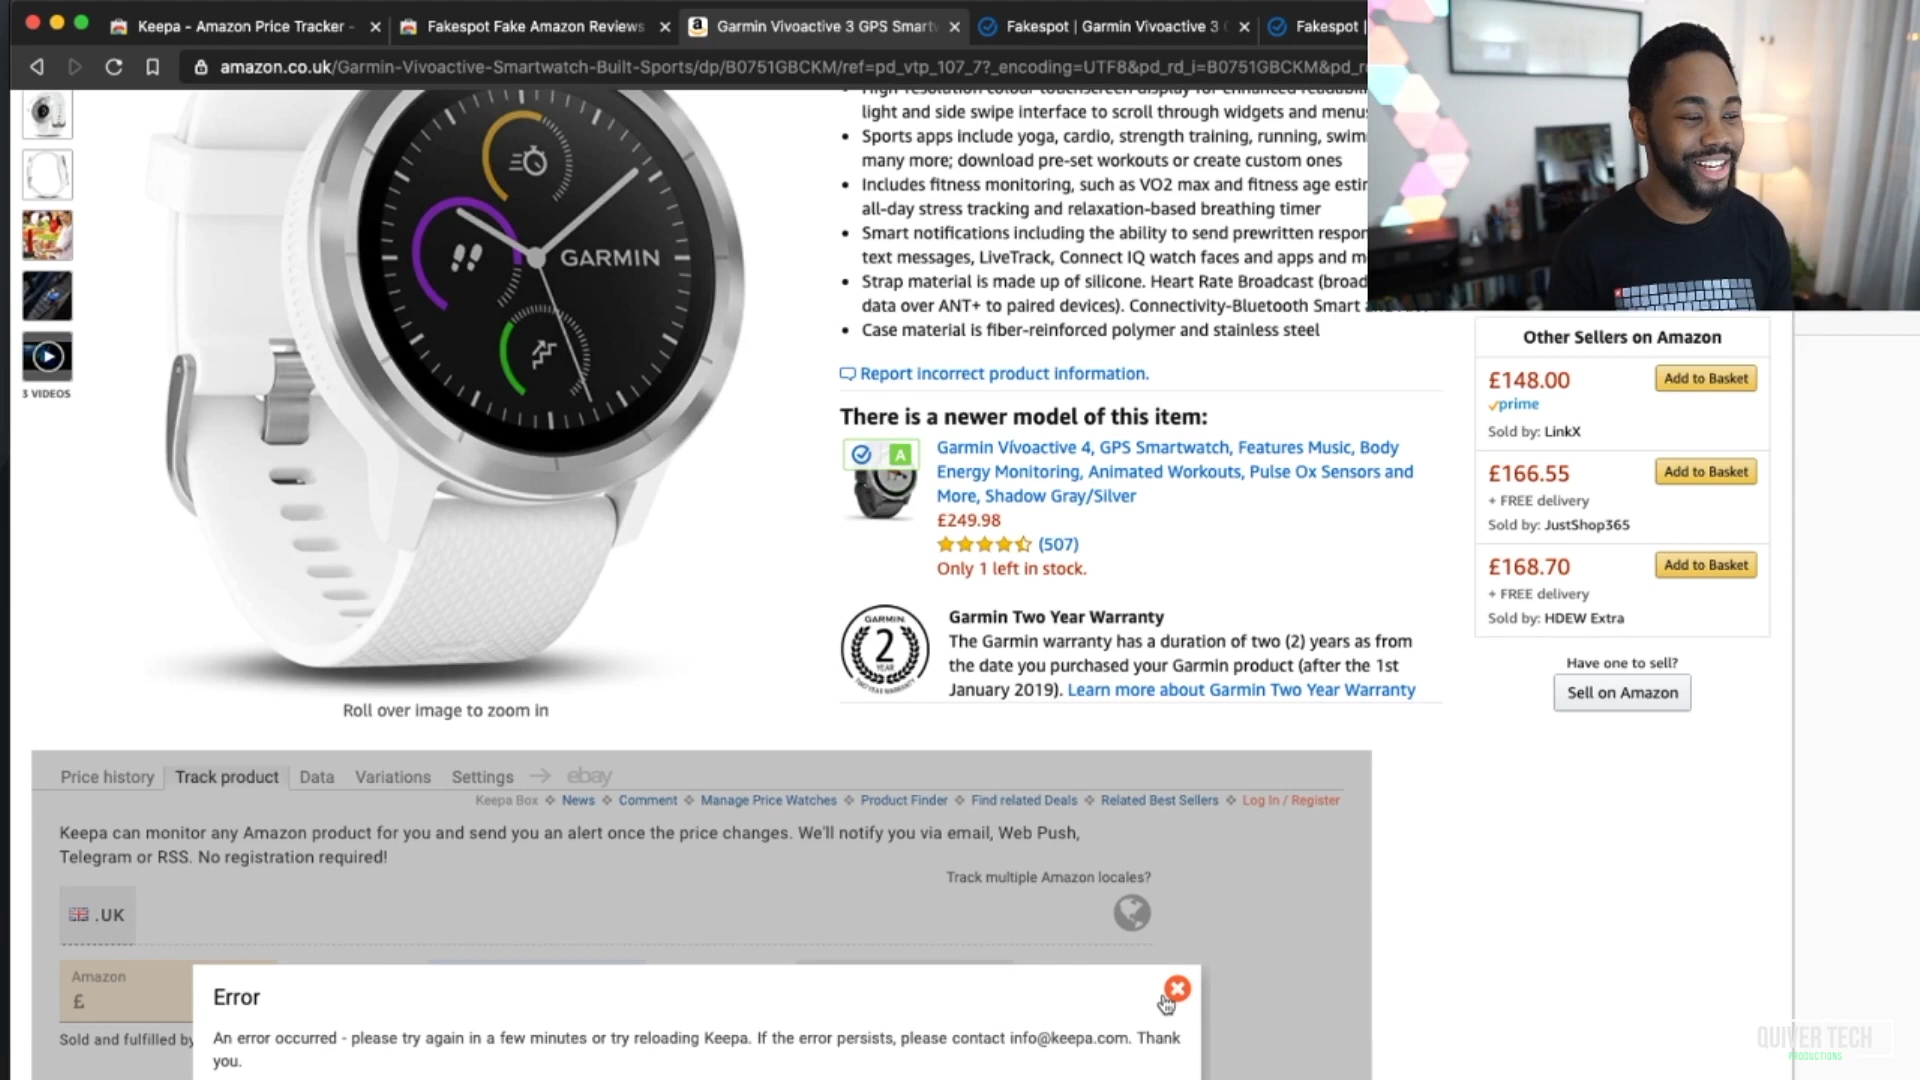 Keepa - Amazon Price Tracker -
Fakespot Fake Amazon Reviews
Garmin Vivoactive 3 GPS Smart
Fakespot | Garmin Vivoactive 3
Fakespot |
amazon.co.uk/Garmin-Vivoactive-Smartwatch-Built-Sports/dp/B0751GBCKM/ref=pd_vtp_107_7?_encoding=UTF8&pd_rd_i=B0751GBCKM&pd_r
High-resolution colour touchscreen display for enhanced
light and side swipe interface to scroll through widgets and menus
Sports apps include yoga, cardio, strength training, running, swim
many more; download pre-set workouts or create custom ones
Includes fitness monitoring, such as VO2 max and fitness age
all-day stress tracking and relaxation-based breathing timer
Smart notifications including the ability to send prewritten
text messages, LiveTrack, Connect IQ watch faces and apps and
Strap material is made up of silicone. Heart Rate Broadcast
data over ANT+ to paired devices). Connectivity-Bluetooth Smart
Case material is fiber-reinforced polymer and stainless steel
Report incorrect product information.
There is a newer model of this item:
A
Garmin Vívoactive 4, GPS Smartwatch, Features Music, Body
Energy Monitoring, Animated Workouts, Pulse Ox Sensors and
More, Shadow Gray/Silver
£249.98
(507)
Only 1 left in stock.
GARMIN
2
YEAR
TWO YEAR WARRANTY
Garmin Two Year Warranty
The Garmin warranty has a duration of two (2) years as from
the date you purchased your Garmin product (after the 1st
January 2019). Learn more about Garmin Two Year Warranty
GARMIN
3 VIDEOS
Roll over image to zoom in
Other Sellers on Amazon
£148.00
Add to Basket
prime
Sold by: LinkX
£166.55
Add to Basket
+ FREE delivery
Sold by: JustShop365
£168.70
Add to Basket
+ FREE delivery
Sold by: HDEW Extra
Have one to sell?
Sell on Amazon
Price history Track product Data Variations Settings ebay
Keepa Box News Comment Manage Price Watches Product Finder Find related Deals Related Best Sellers Log In / Register
Keepa can monitor any Amazon product for you and send you an alert once the price changes. We'll notify you via email, Web Push,
Telegram or RSS. No registration required!
Track multiple Amazon locales?
.UK
Amazon
£
Sold and fulfilled by
Error
An error occurred - please try again in a few minutes or try reloading Keepa. If the error persists, please contact info@keepa.com. Thank
you.
QUIVER TECH
PRODUCTIONS